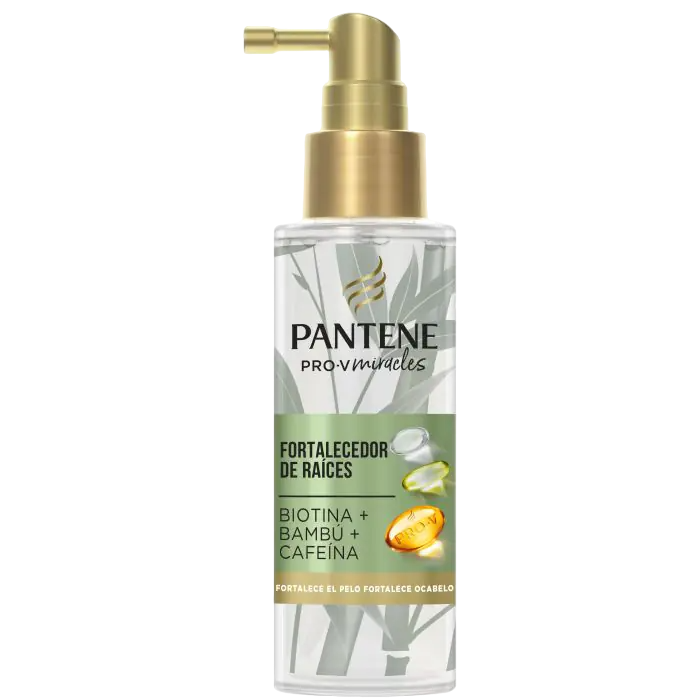 PANTENE
PRO-V miracles
FORTALECEDOR
DE RAÍCES
BIOTINA +
BAMBÚ +
CAFEÍNA
PRO-V
FORTALECE EL PELO FORTALECE OCABELO